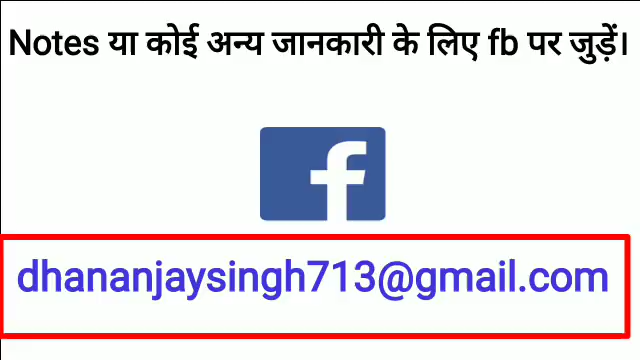 Notes या कोई अन्य जानकारी के लिए fb पर जुड़ें।
f
dhananjaysingh713@gmail.com